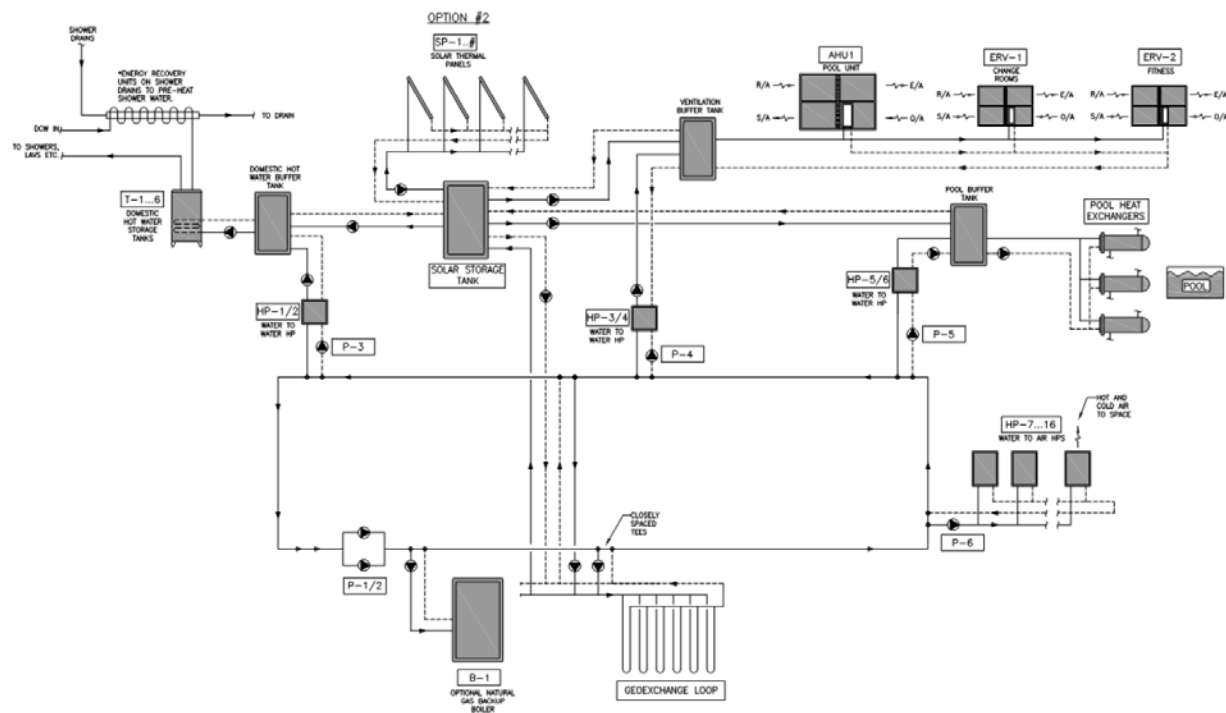 OPTION #2
SHOWER
DRAINS
SP-1..#
SOLAR THERMAL
PANELS
*ENERGY RECOVERY
UNITS ON SHOWER
DRAINS TO PRE-HEAT
SHOWER WATER.
TO DRAIN
DCW IN
TO SHOWERS,
LAVS ETC.
T-1...6
DOMESTIC
HOT WATER
STORAGE
TANKS
DOMESTIC HOT
WATER BUFFER
TANK
SOLAR STORAGE
TANK
VENTILATION
BUFFER TANK
AHU1
POOL UNIT
R/A
E/A
S/A
O/A
ERV-1
CHANGE
ROOMS
R/A
E/A
S/A
O/A
ERV-2
FITNESS
R/A
E/A
S/A
O/A
POOL BUFFER
TANK
POOL HEAT
EXCHANGERS
POOL
HP-1/2
WATER TO
WATER HP
P-3
HP-3/4
WATER TO
WATER HP
P-4
HP-5/6
WATER TO
WATER HP
P-5
HOT AND
COLD AIR
TO SPACE
HP-7...16
WATER TO AIR HPS
P-6
CLOSELY
SPACED
TEES
P-1/2
B-1
OPTIONAL NATURAL
GAS BACKUP
BOILER
GEOEXCHANGE LOOP